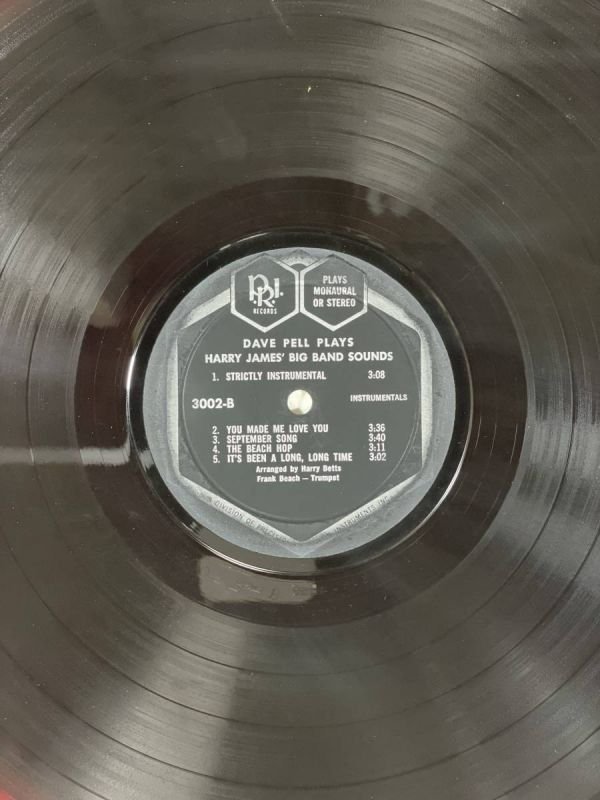 P.R.I.
RECORDS
PLAYS
MONAURAL
OR STEREO
DAVE PELL PLAYS
HARRY JAMES' BIG BAND SOUNDS
1. STRICTLY INSTRUMENTAL 3:08
3002-B INSTRUMENTALS
2. YOU MADE ME LOVE YOU 3:36
3. SEPTEMBER SONG 3:40
4. THE BEACH HOP 3:11
5. IT'S BEEN A LONG, LONG TIME 3:02
Arranged by Harry Betts
Frank Beach — Trumpet
A DIVISION OF INSTRUMENTS INC.